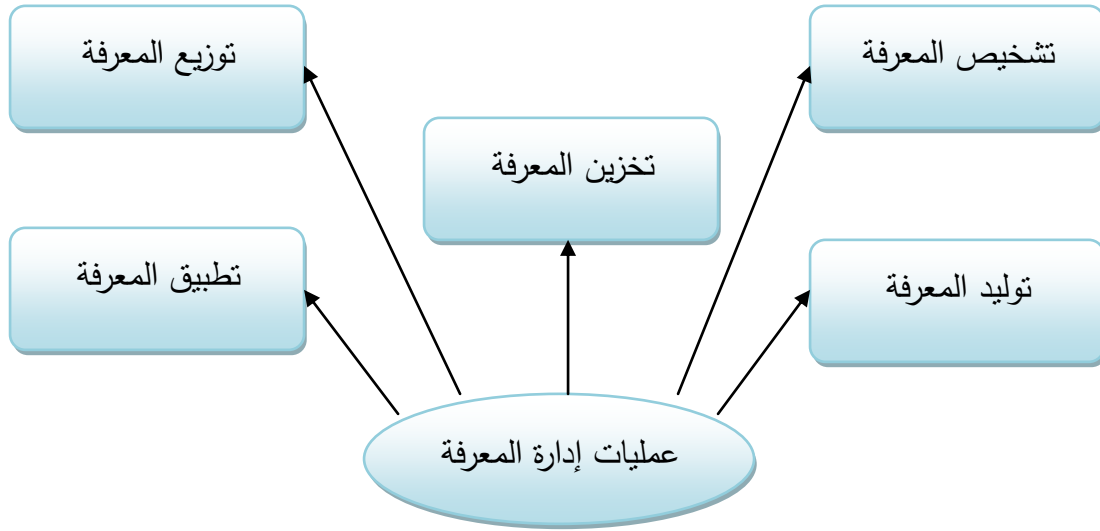 تشخيص المعرفة
توزيع المعرفة
تخزين المعرفة
توليد المعرفة
تطبيق المعرفة
عمليات إدارة المعرفة